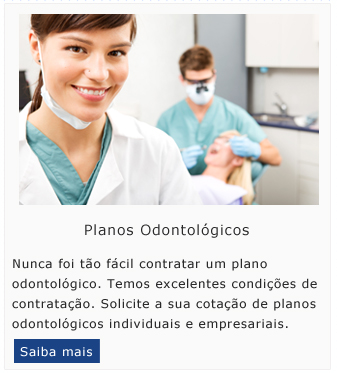 Planos Odontológicos
Nunca foi tão fácil contratar um plano
odontológico. Temos excelentes condições de
contratação. Solicite a sua cotação de planos
odontológicos individuais e empresariais.
Saiba mais